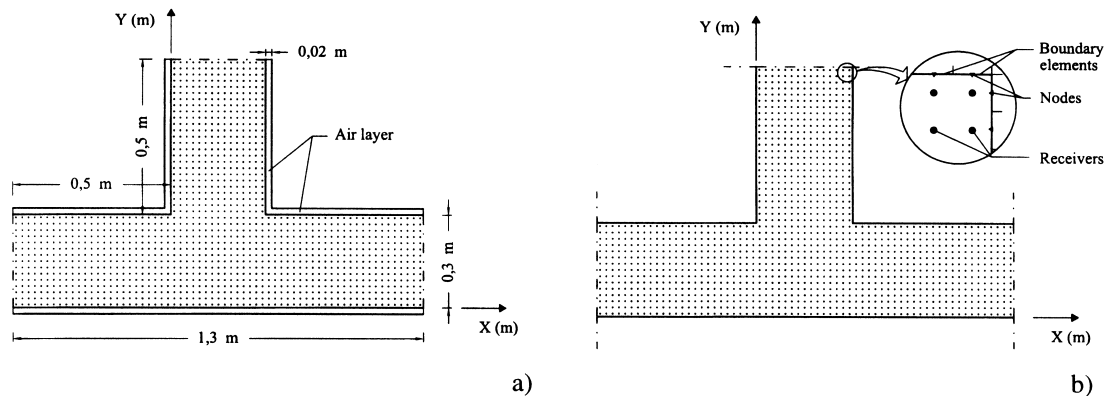 Y (m)
0,02 m
0,5 m
Air layer
0,5 m
0,3 m
X (m)
1,3 m
a)
Y (m)
Boundary
elements
Nodes
Receivers
X (m)
b)